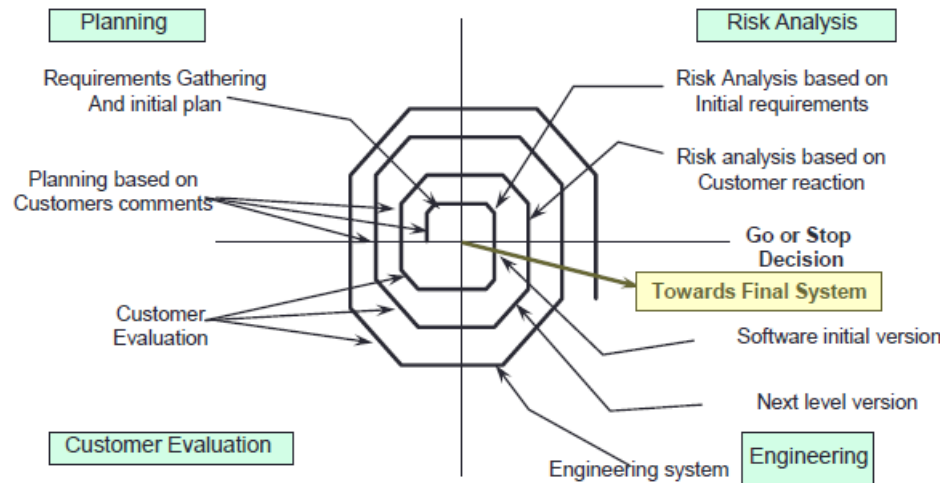 Planning
Risk Analysis
Requirements Gathering
And initial plan
Risk Analysis based on
Initial requirements
Risk analysis based on
Customer reaction
Planning based on
Customers comments
Go or Stop
Decision
Towards Final System
Customer
Evaluation
Software initial version
Next level version
Customer Evaluation
Engineering system
Engineering